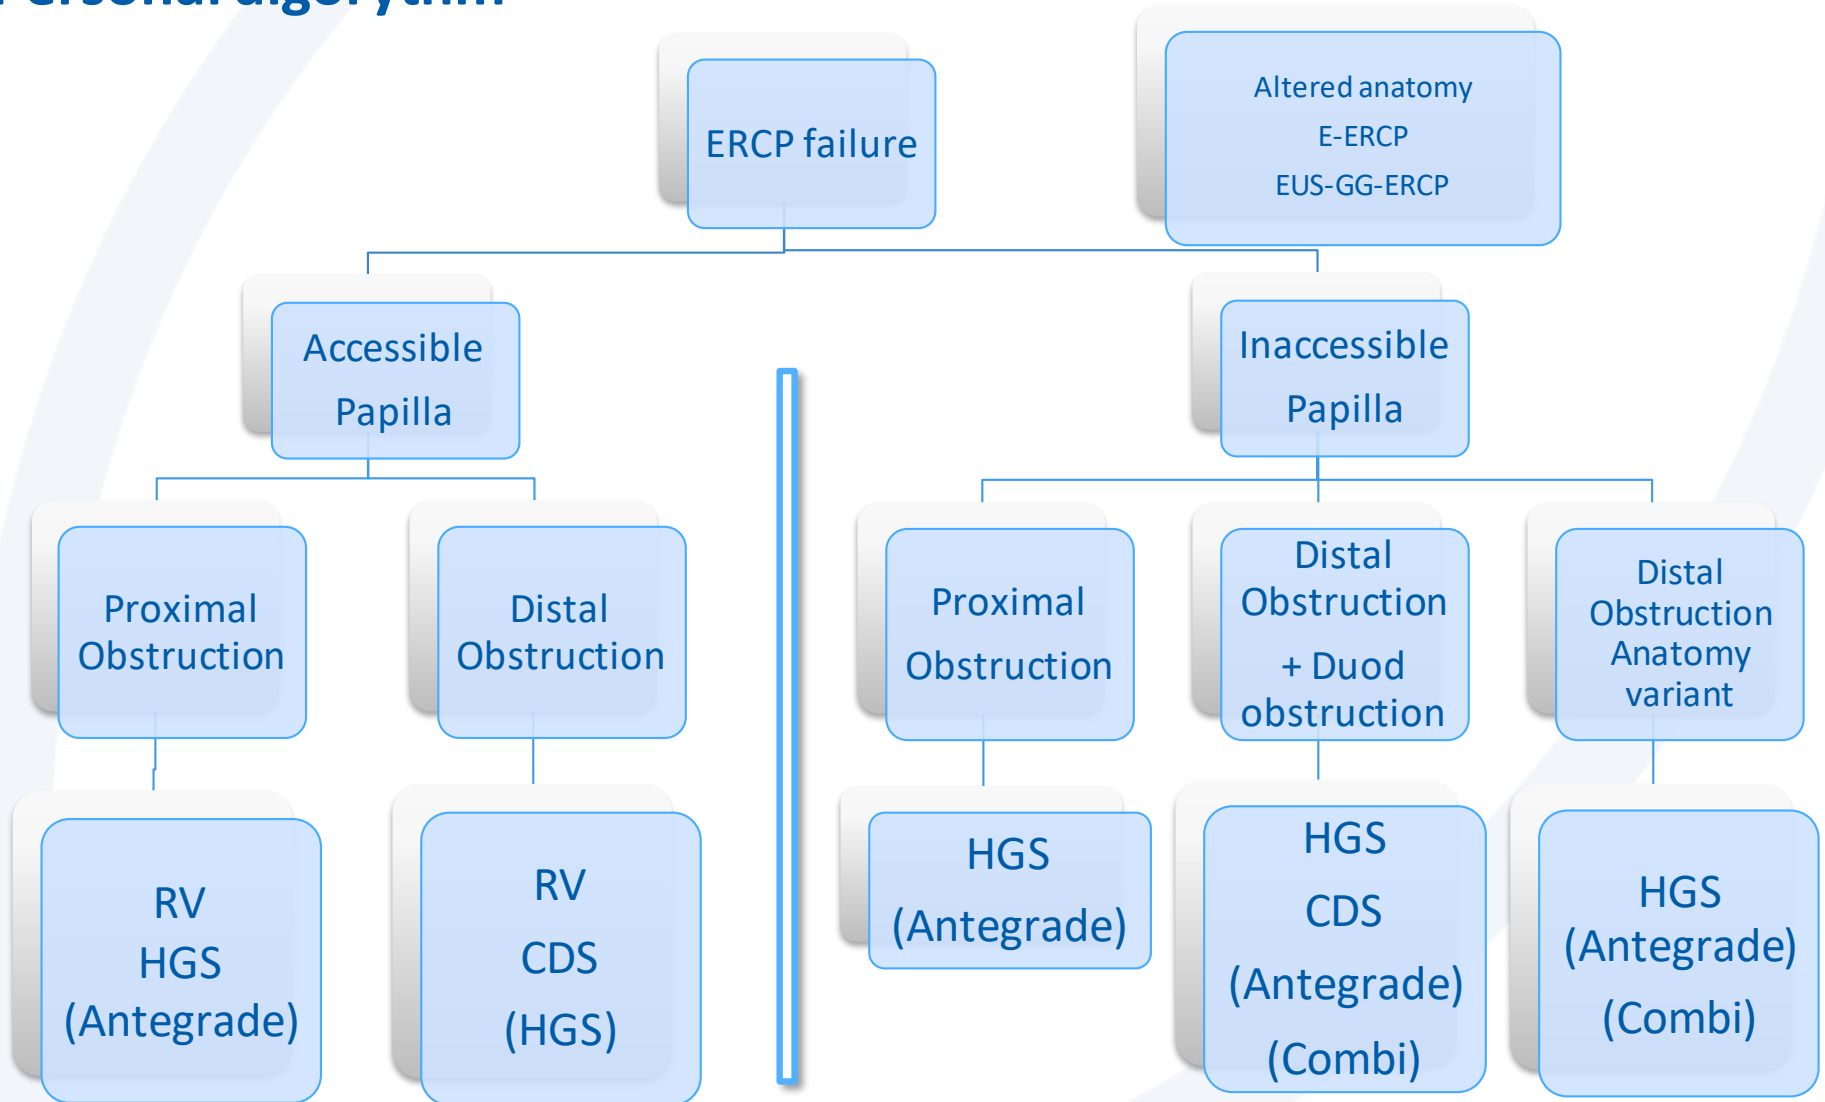 Personal algorythm
ERCP failure
Altered anatomy
E-ERCP
EUS-GG-ERCP
Accessible
Papilla
Inaccessible
Papilla
Proximal
Obstruction
Distal
Obstruction
Proximal
Obstruction
Distal
Obstruction
+ Duod
obstruction
Distal
Obstruction
Anatomy
variant
RV
HGS
(Antegrade)
RV
CDS
(HGS)
HGS
(Antegrade)
HGS
CDS
(Antegrade)
(Combi)
HGS
(Antegrade)
(Combi)